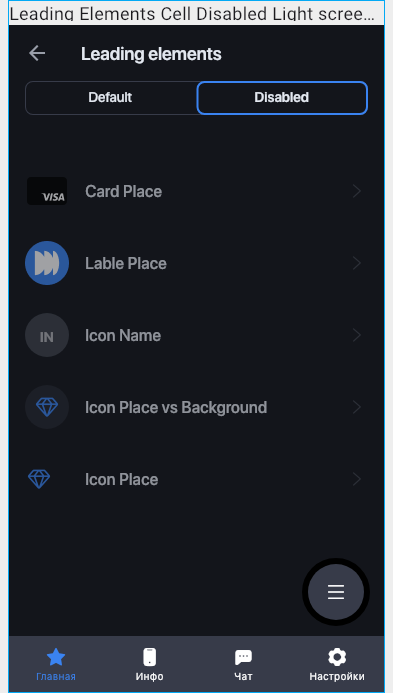 Leading Elements Cell Disabled Light scree...
Leading elements
Default
Disabled
VISA
Card Place
Lable Place
IN
Icon Name
Icon Place vs Background
Icon Place
Главная
Инфо
Чат
Настройки